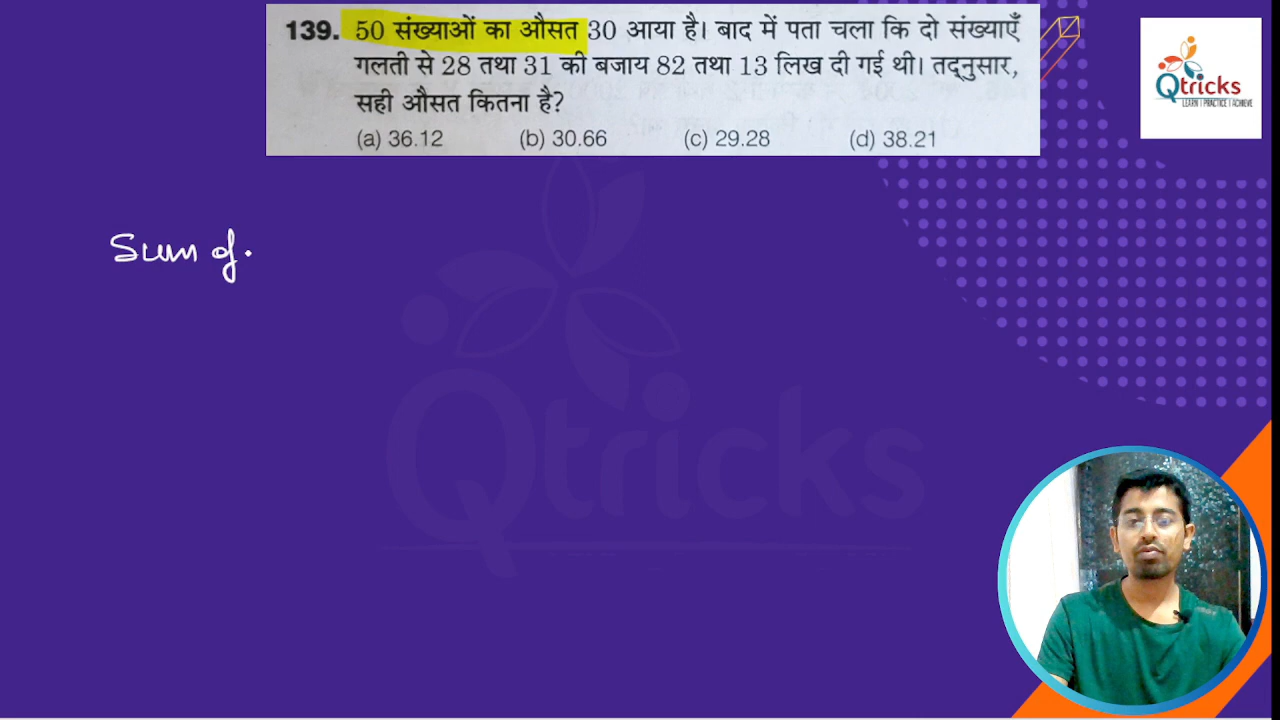 139. 50 संख्याओं का औसत 30 आया है। बाद में पता चला कि दो संख्याएँ
गलती से 28 तथा 31 की बजाय 82 तथा 13 लिख दी गई थी। तद्नुसार,
सही औसत कितना है?
(a) 36.12 (b) 30.66 (c) 29.28 (d) 38.21
Qtricks
LEARN | PRACTICE | ACHIEVE
Sum of.
Qtricks